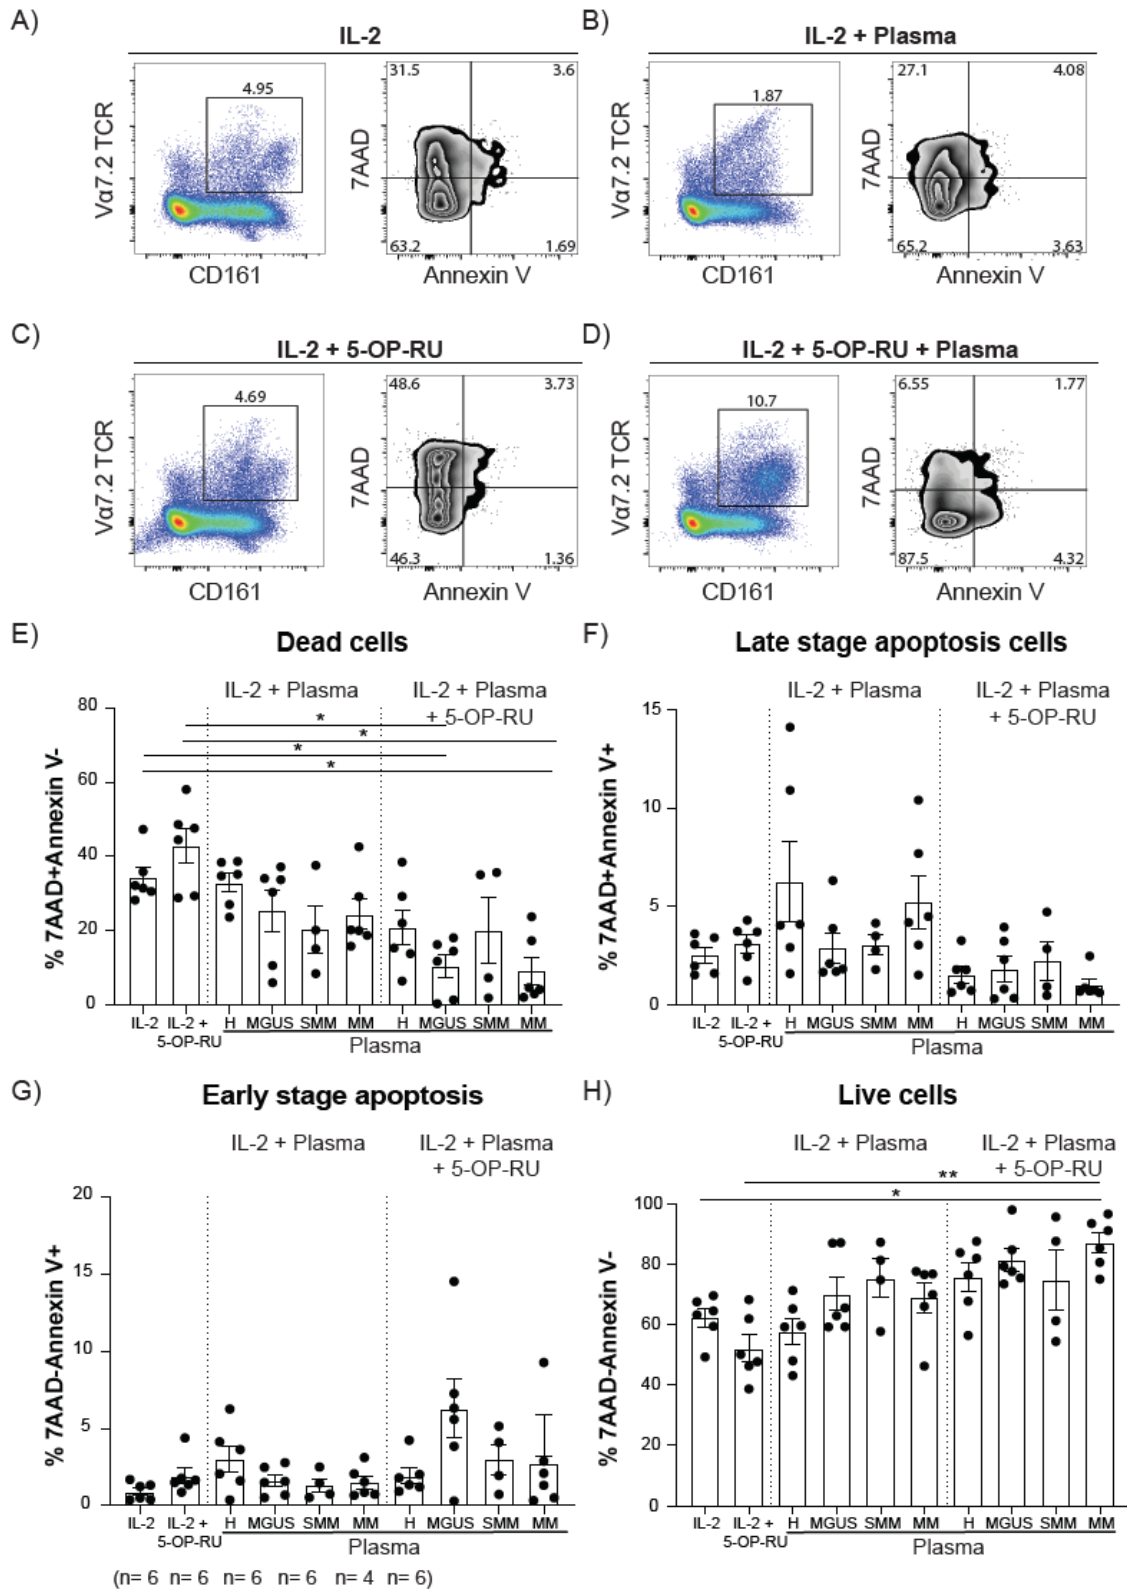 A)
IL-2
B)
IL-2 + Plasma
4.95
31.5
3.6
1.87
27.1
4.08
Vα7.2 TCR
7AAD
Vα7.2 TCR
7AAD
63.2
1.69
65.2
3.63
CD161
Annexin V
CD161
Annexin V
C)
IL-2 + 5-OP-RU
D)
IL-2 + 5-OP-RU + Plasma
4.69
48.6
3.73
10.7
6.55
1.77
Vα7.2 TCR
7AAD
Vα7.2 TCR
7AAD
46.3
1.36
87.5
4.32
CD161
Annexin V
CD161
Annexin V
E)
Dead cells
IL-2 + Plasma
IL-2 + Plasma
+ 5-OP-RU
% 7AAD+Annexin V-
80
60
40
20
0
*
*
*
*
IL-2
IL-2 +
5-OP-RU
H MGUS SMM MM H MGUS SMM MM
Plasma
F)
Late stage apoptosis cells
IL-2 + Plasma
IL-2 + Plasma
+ 5-OP-RU
% 7AAD+Annexin V+
15
10
5
0
IL-2
IL-2 +
5-OP-RU
H MGUS SMM MM H MGUS SMM MM
Plasma
G)
Early stage apoptosis
IL-2 + Plasma
IL-2 + Plasma
+ 5-OP-RU
% 7AAD-Annexin V+
20
15
10
5
0
IL-2
IL-2 +
5-OP-RU
H MGUS SMM MM H MGUS SMM MM
Plasma
(n= 6 n= 6 n= 6 n= 6 n= 4 n= 6)
H)
Live cells
IL-2 + Plasma
IL-2 + Plasma
+ 5-OP-RU
**
*
% 7AAD-Annexin V-
100
80
60
40
20
0
IL-2
IL-2 +
5-OP-RU
H MGUS SMM MM H MGUS SMM MM
Plasma